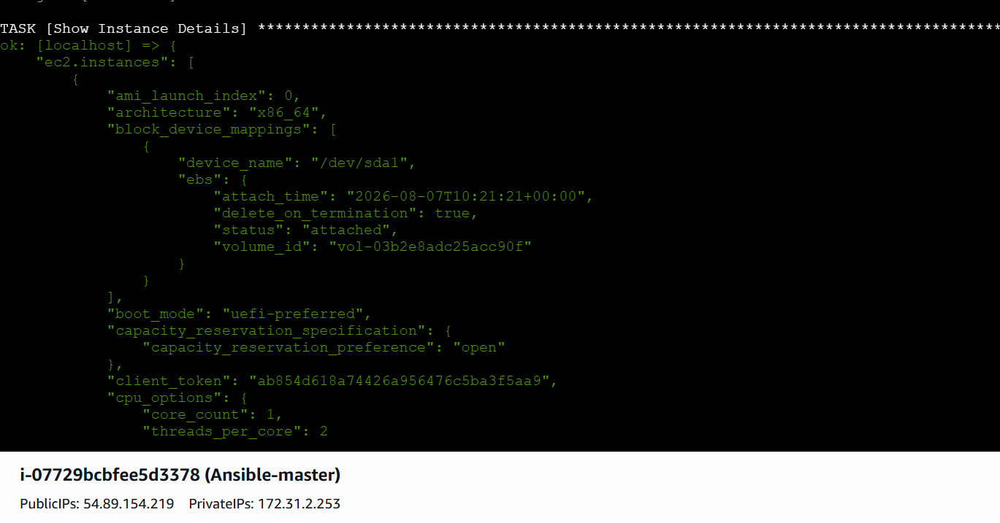 TASK [Show Instance Details] ************************************************************************************
ok: [localhost] => {
    "ec2.instances": [
        {
            "ami_launch_index": 0,
            "architecture": "x86_64",
            "block_device_mappings": [
                {
                    "device_name": "/dev/sda1",
                    "ebs": {
                        "attach_time": "2026-08-07T10:21:21+00:00",
                        "delete_on_termination": true,
                        "status": "attached",
                        "volume_id": "vol-03b2e8adc25acc90f"
                    }
                }
            ],
            "boot_mode": "uefi-preferred",
            "capacity_reservation_specification": {
                "capacity_reservation_preference": "open"
            },
            "client_token": "ab854d618a74426a956476c5ba3f5aa9",
            "cpu_options": {
                "core_count": 1,
                "threads_per_core": 2
i-07729bcbfee5d3378 (Ansible-master)
PublicIPs: 54.89.154.219    PrivateIPs: 172.31.2.253